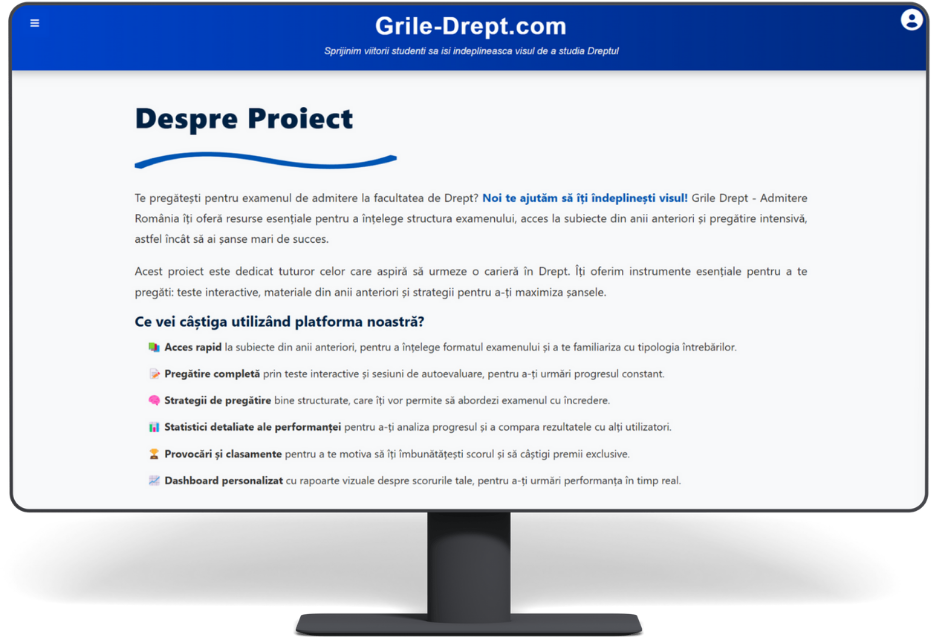 Grile-Drept.com
Sprijinim viitorii studenti sa isi indeplineasca visul de a studia Dreptul
Despre Proiect
Te pregătești pentru examenul de admitere la facultatea de Drept? Noi te ajutăm să îți îndeplinești visul! Grile Drept - Admitere
România îți oferă resurse esențiale pentru a înțelege structura examenului, acces la subiecte din anii anteriori și pregătire intensivă,
astfel încât să ai șanse mari de succes.
Acest proiect este dedicat tuturor celor care aspiră să urmeze o carieră în Drept. Îți oferim instrumente esențiale pentru a te
pregăti: teste interactive, materiale din anii anteriori și strategii pentru a-ți maximiza șansele.
Ce vei câștiga utilizând platforma noastră?
Acces rapid la subiecte din anii anteriori, pentru a înțelege formatul examenului și a te familiariza cu tipologia întrebărilor.
Pregătire completă prin teste interactive și sesiuni de autoevaluare, pentru a-ți urmări progresul constant.
Strategii de pregătire bine structurate, care îți vor permite să abordezi examenul cu încredere.
Statistici detaliate ale performanței pentru a-ți analiza progresul și a compara rezultatele cu alți utilizatori.
Provocări și clasamente pentru a te motiva să îți îmbunătățești scorul și să câștigi premii exclusive.
Dashboard personalizat cu rapoarte vizuale despre scorurile tale, pentru a-ți urmări performanța în timp real.